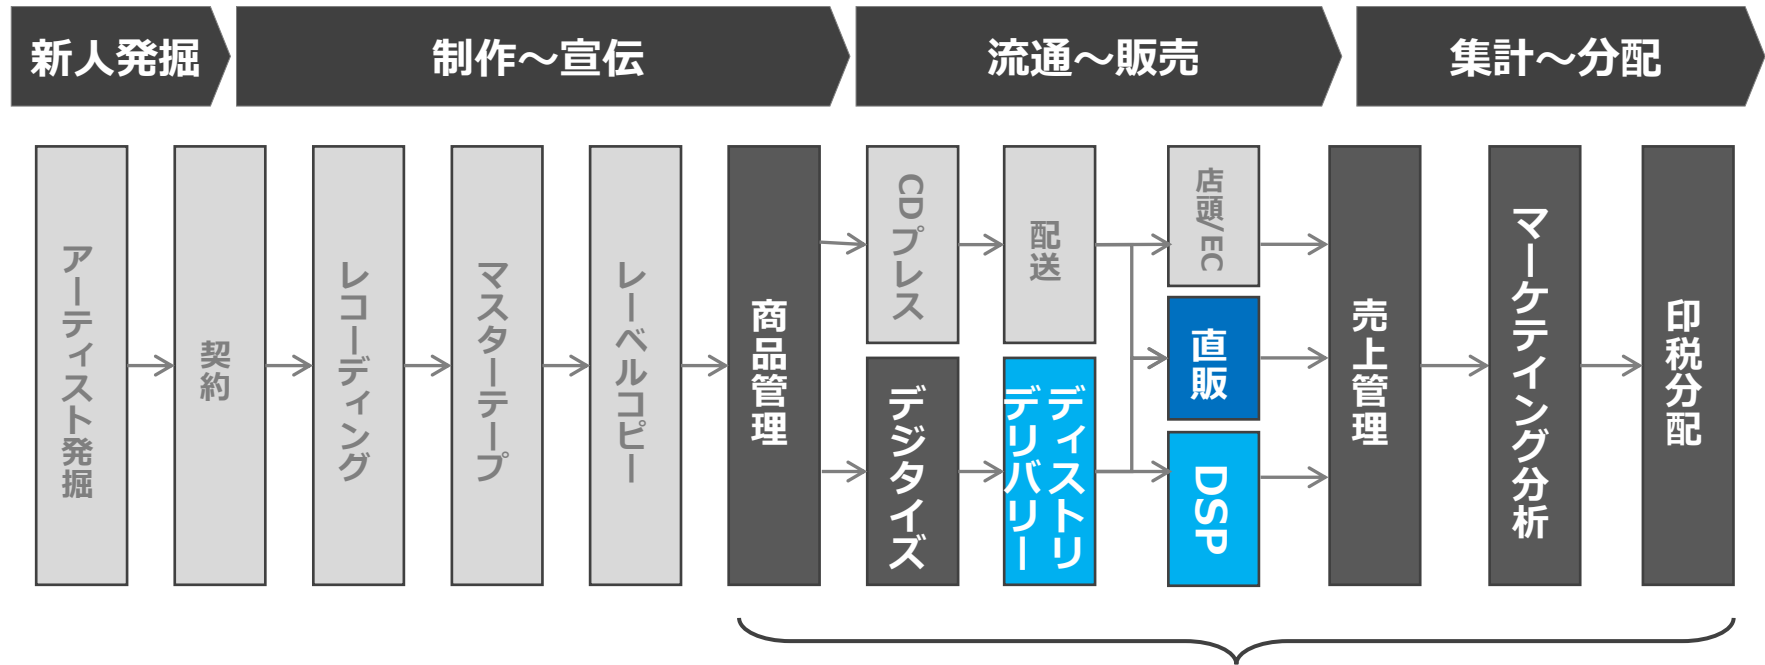 新人発掘
制作～宣伝
流通～販売
集計～分配
アーティスト発掘
契約
レコーディング
マスターテープ
レーベルコピー
商品管理
CDプレス
配送
店頭/EC
直販
デジタイズ
ディストリ
デリバリー
DSP
売上管理
マーケティング分析
印税分配